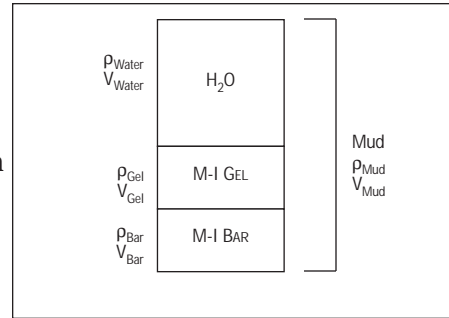 ρWater
VWater
H₂O
ρGel
VGel
M-I GEL
ρBar
VBar
M-I BAR
Mud
ρMud
VMud